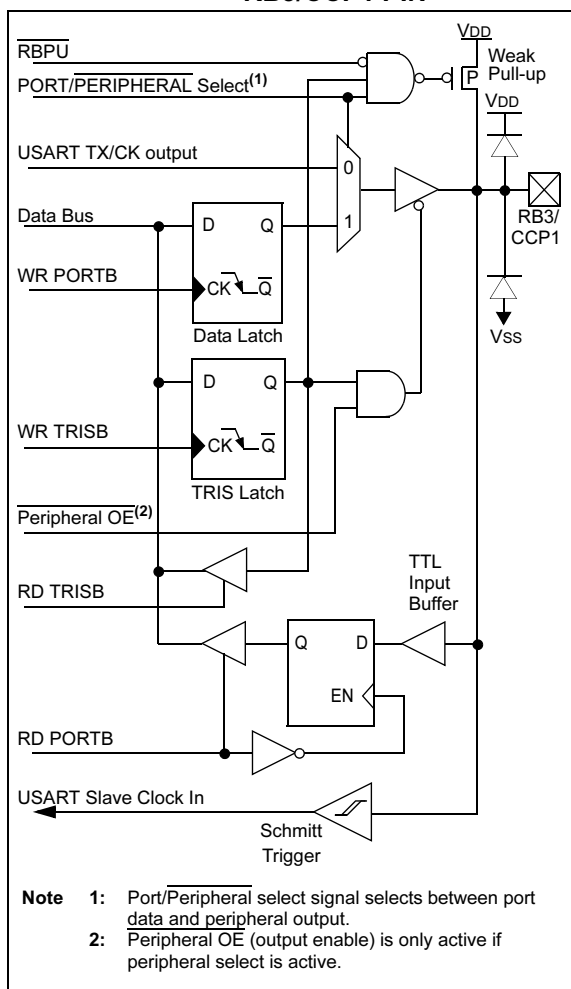 RBPU
PORT/PERIPHERAL Select(1)
USART TX/CK output
Data Bus
WR PORTB
WR TRISB
Peripheral OE(2)
RD TRISB
RD PORTB
USART Slave Clock In
VDD
Weak
Pull-up
P
VDD
0
1
RB3/
CCP1
VSS
D Q
CK Q
Data Latch
D Q
CK Q
TRIS Latch
TTL
Input
Buffer
Q D
EN
Schmitt
Trigger
Note 1: Port/Peripheral select signal selects between port
data and peripheral output.
2: Peripheral OE (output enable) is only active if
peripheral select is active.